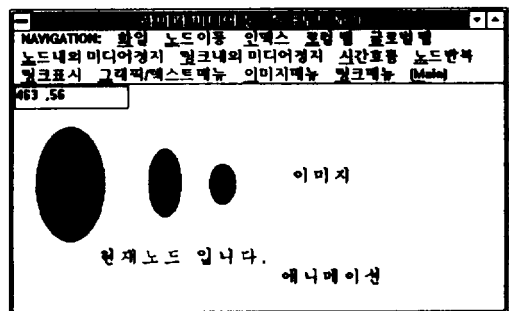 NAVIGATION: 화일 노드이동 인덱스 로컬맵 글로벌맵
노드내의 미디어정지 링크내의 미디어정지 시간흐름 노드반복
링크표시 그래픽/텍스트메뉴 이미지메뉴 링크메뉴 (Main)
463 ,56
이미지
현재노드 입니다.
애니메이션